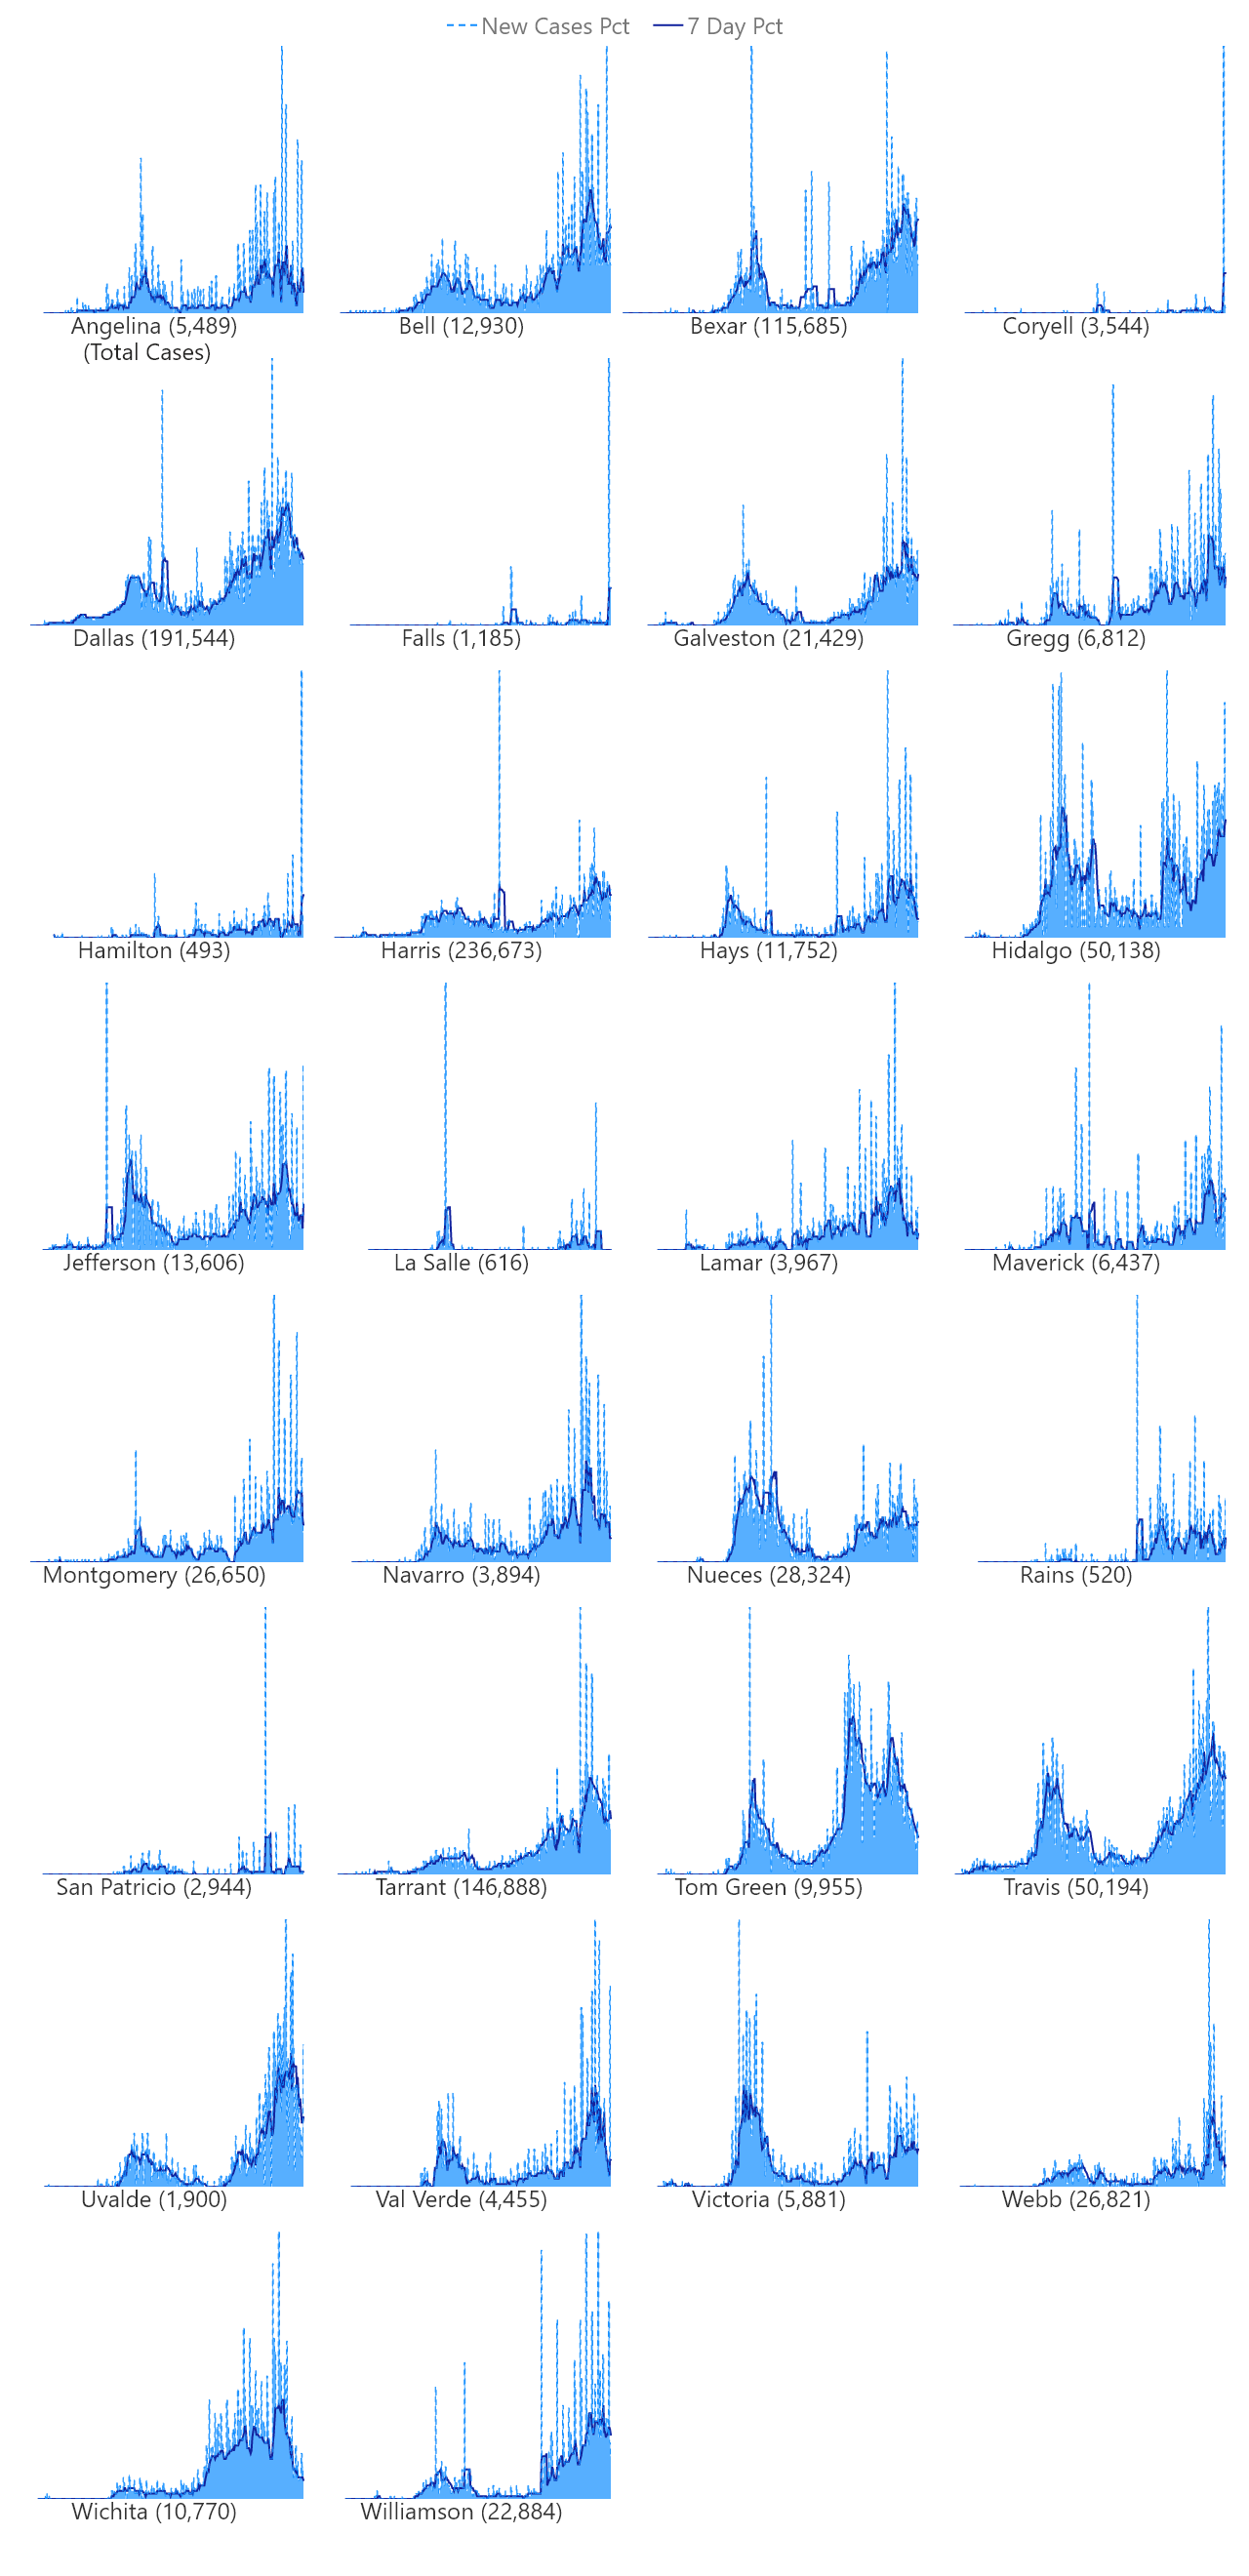 New Cases Pct 7 Day Pct
Angelina (5,489) Bell (12,930) Bexar (115,685) Coryell (3,544)
(Total Cases)
Dallas (191,544) Falls (1,185) Galveston (21,429) Gregg (6,812)
Hamilton (493) Harris (236,673) Hays (11,752) Hidalgo (50,138)
Jefferson (13,606) La Salle (616) Lamar (3,967) Maverick (6,437)
Montgomery (26,650) Navarro (3,894) Nueces (28,324) Rains (520)
San Patricio (2,944) Tarrant (146,888) Tom Green (9,955) Travis (50,194)
Uvalde (1,900) Val Verde (4,455) Victoria (5,881) Webb (26,821)
Wichita (10,770) Williamson (22,884)